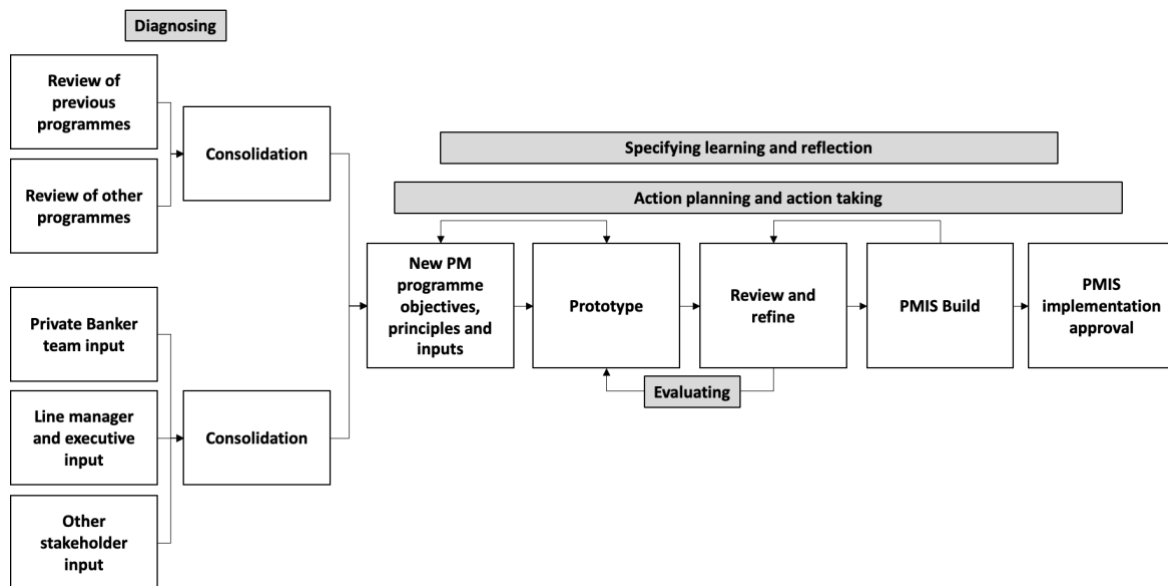 Diagnosing
Review of
previous
programmes
Review of other
programmes
Consolidation
Private Banker
team input
Line manager
and executive
input
Other
stakeholder
input
Consolidation
Specifying learning and reflection
Action planning and action taking
New PM
programme
objectives,
principles and
inputs
Prototype
Review and
refine
PMIS Build
PMIS
implementation
approval
Evaluating